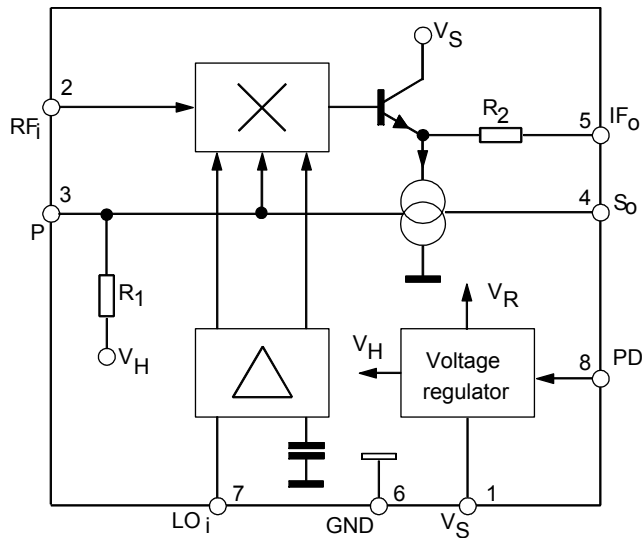 VS
2
RFi
R2
IFo
5
3
P
4
So
R1
VH
VR
VH
Voltage
regulator
PD
8
7
LOi
6
GND
1
VS